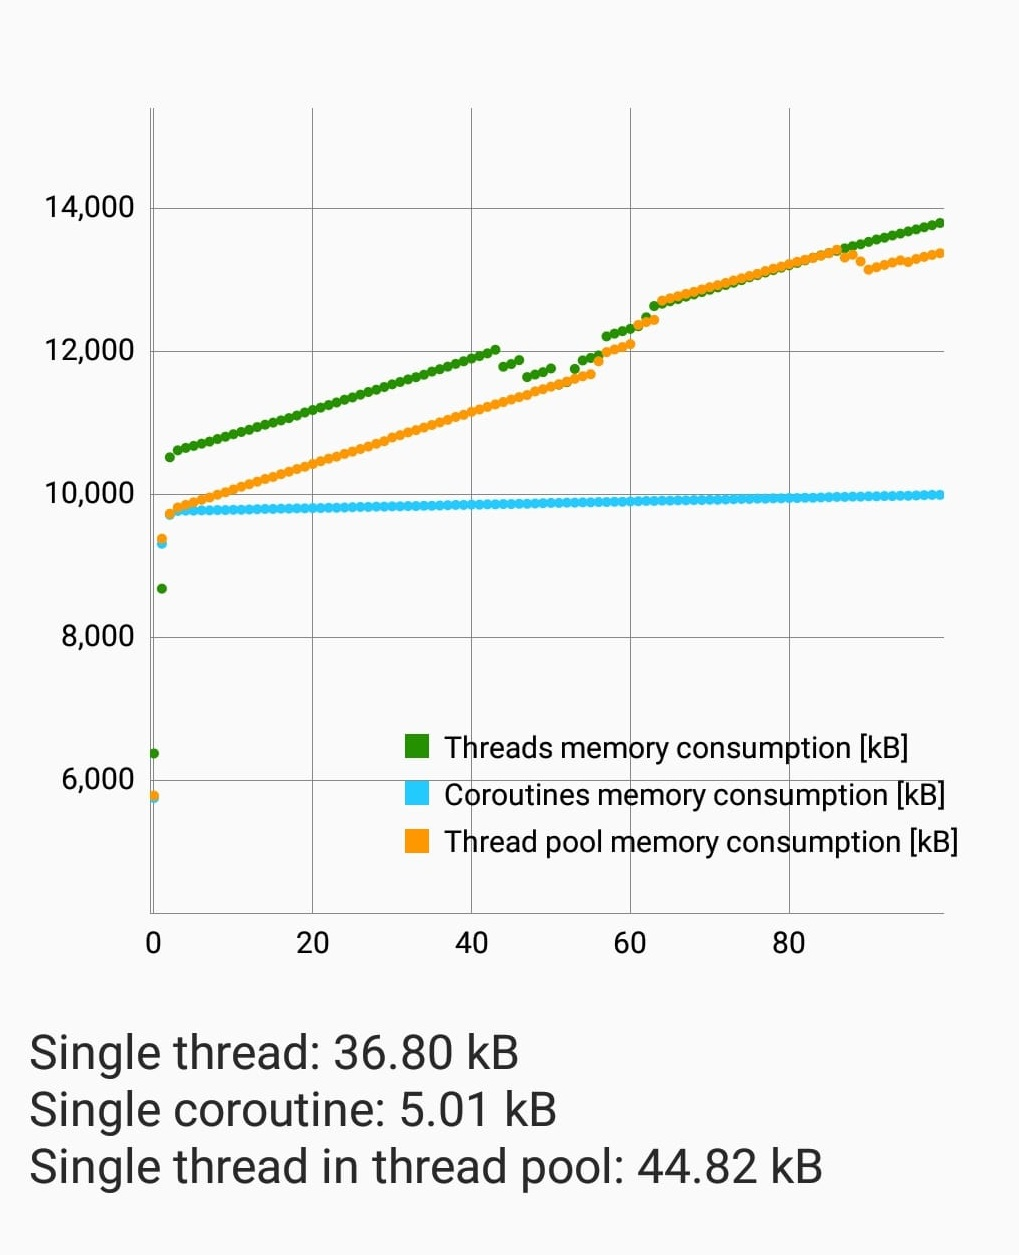 14,000
12,000
10,000
8,000
6,000
Threads memory consumption [kB]
Coroutines memory consumption [kB]
Thread pool memory consumption [kB]
0 20 40 60 80
Single thread: 36.80 kB
Single coroutine: 5.01 kB
Single thread in thread pool: 44.82 kB